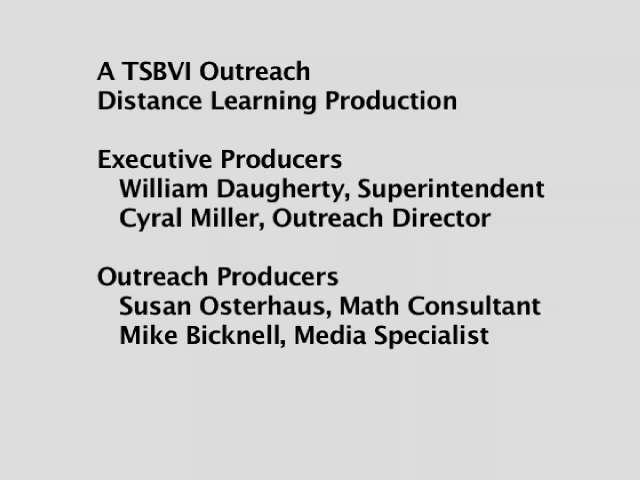 A TSBVI Outreach
Distance Learning Production
Executive Producers
William Daugherty, Superintendent
Cyral Miller, Outreach Director
Outreach Producers
Susan Osterhaus, Math Consultant
Mike Bicknell, Media Specialist